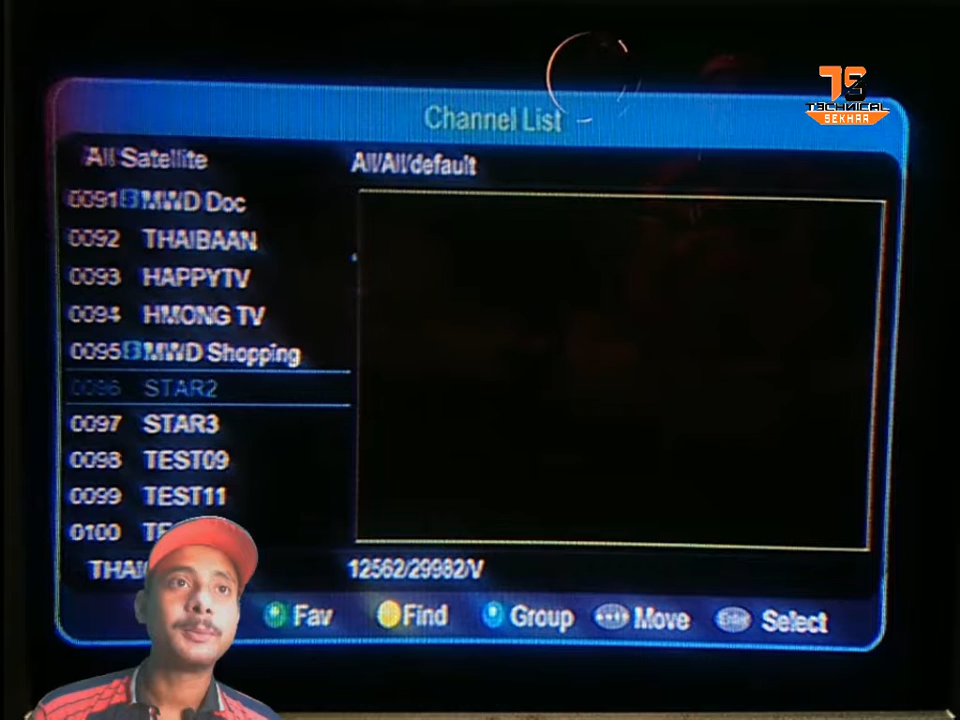 TS
TECHNICAL
SEKHAR
Channel List
All Satellite
All/All/default
0091 MWD Doc
0092 THAIBAAN
0093 HAPPYTV
0094 HMONG TV
0095 MWD Shopping
0096 STAR2
0097 STAR3
0098 TEST09
0099 TEST11
0100
12562/29982/V
Fav Find Group Move Select